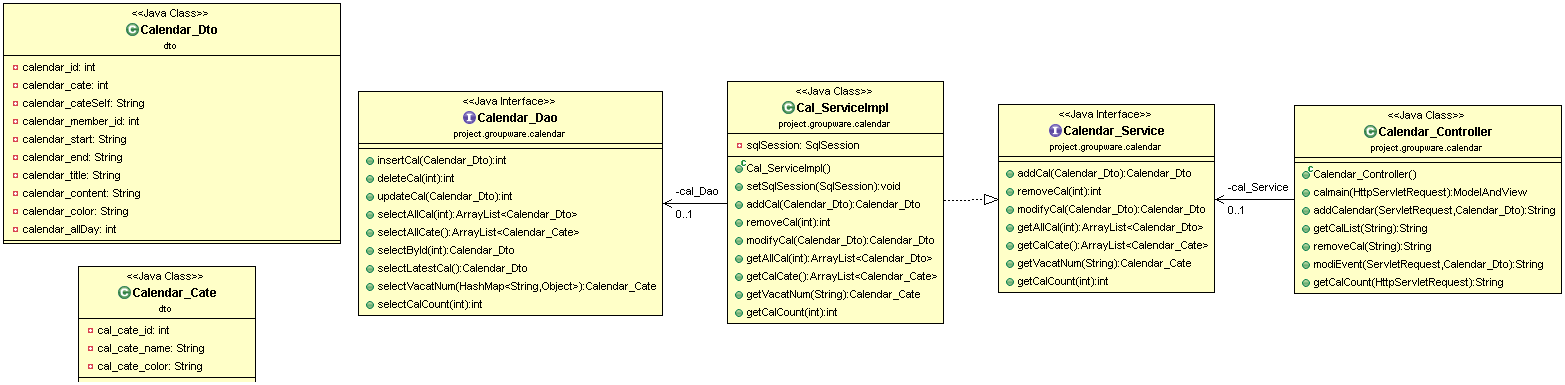 <<Java Class>>
C Calendar_Dto
dto
calendar_id: int
calendar_cate: int
calendar_cateSelf: String
calendar_member_id: int
calendar_start: String
calendar_end: String
calendar_title: String
calendar_content: String
calendar_color: String
calendar_allDay: int
<<Java Class>>
C Calendar_Cate
dto
cal_cate_id: int
cal_cate_name: String
cal_cate_color: String
<<Java Interface>>
I Calendar_Dao
project.groupware.calendar
insertCal(Calendar_Dto):int
deleteCal(int):int
updateCal(Calendar_Dto):int
selectAllCal(int):ArrayList<Calendar_Dto>
selectAllCate():ArrayList<Calendar_Cate>
selectById(int):Calendar_Dto
selectLatestCal():Calendar_Dto
selectVacatNum(HashMap<String,Object>):Calendar_Cate
selectCalCount(int):int
-cal_Dao
0..1
<<Java Class>>
C Cal_ServiceImpl
project.groupware.calendar
sqlSession: SqlSession
C Cal_ServiceImpl()
setSqlSession(SqlSession):void
addCal(Calendar_Dto):Calendar_Dto
removeCal(int):int
modifyCal(Calendar_Dto):Calendar_Dto
getAllCal(int):ArrayList<Calendar_Dto>
getCalCate():ArrayList<Calendar_Cate>
getVacatNum(String):Calendar_Cate
getCalCount(int):int
<<Java Interface>>
I Calendar_Service
project.groupware.calendar
addCal(Calendar_Dto):Calendar_Dto
removeCal(int):int
modifyCal(Calendar_Dto):Calendar_Dto
getAllCal(int):ArrayList<Calendar_Dto>
getCalCate():ArrayList<Calendar_Cate>
getVacatNum(String):Calendar_Cate
getCalCount(int):int
-cal_Service
0..1
<<Java Class>>
C Calendar_Controller
project.groupware.calendar
C Calendar_Controller()
calmain(HttpServletRequest):ModelAndView
addCalendar(ServletRequest,Calendar_Dto):String
getCalList(String):String
removeCal(String):String
modiEvent(ServletRequest,Calendar_Dto):String
getCalCount(HttpServletRequest):String